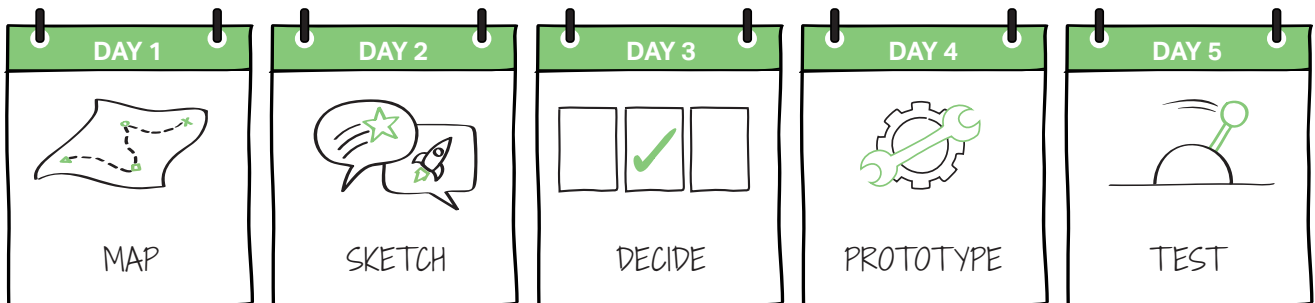 DAY 1
MAP
DAY 2
SKETCH
DAY 3
DECIDE
DAY 4
PROTOTYPE
DAY 5
TEST